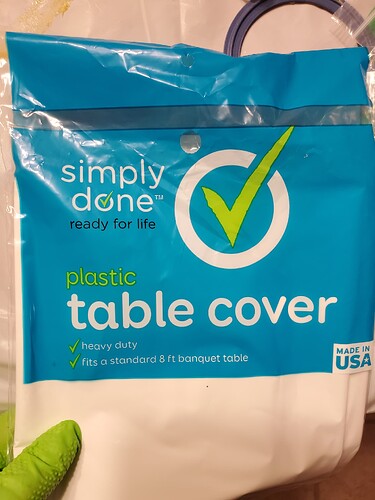 simply
done™
ready for life
plastic
table cover
heavy duty
fits a standard 8 ft banquet table
MADE IN
USA